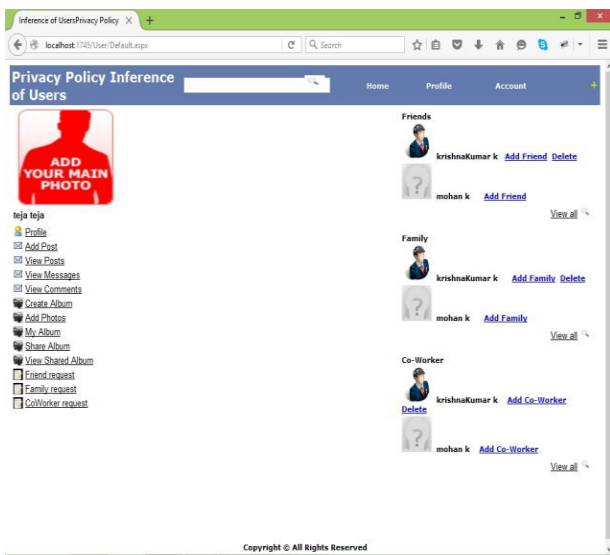 Inference of UsersPrivacy Policy
localhost:1745/User/Default.aspx
Search
Privacy Policy Inference
of Users
Home Profile Account
ADD
YOUR MAIN
PHOTO
teja teja
Profile
Add Post
View Posts
View Messages
View Comments
Create Album
Add Photos
My Album
Share Album
View Shared Album
Friend request
Family request
CoWorker request
Friends
krishnaKumar k Add Friend Delete
mohan k Add Friend
View all
Family
krishnaKumar k Add Family Delete
mohan k Add Family
View all
Co-Worker
krishnaKumar k Add Co-Worker
Delete
mohan k Add Co-Worker
View all
Copyright © All Rights Reserved